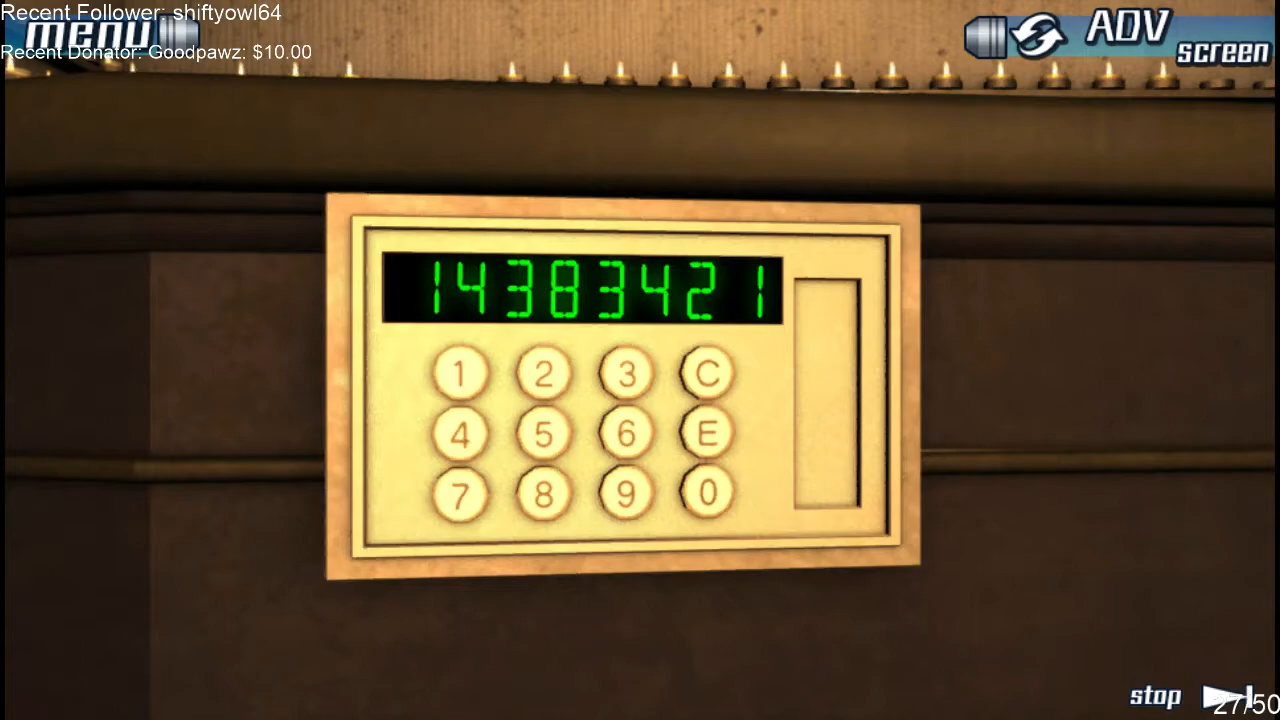 Recent Follower: shiftyowl64
menu
Recent Donator: Goodpawz: $10.00
ADV
screen
14383421
1 2 3 C
4 5 6 E
7 8 9 0
stop
27/50